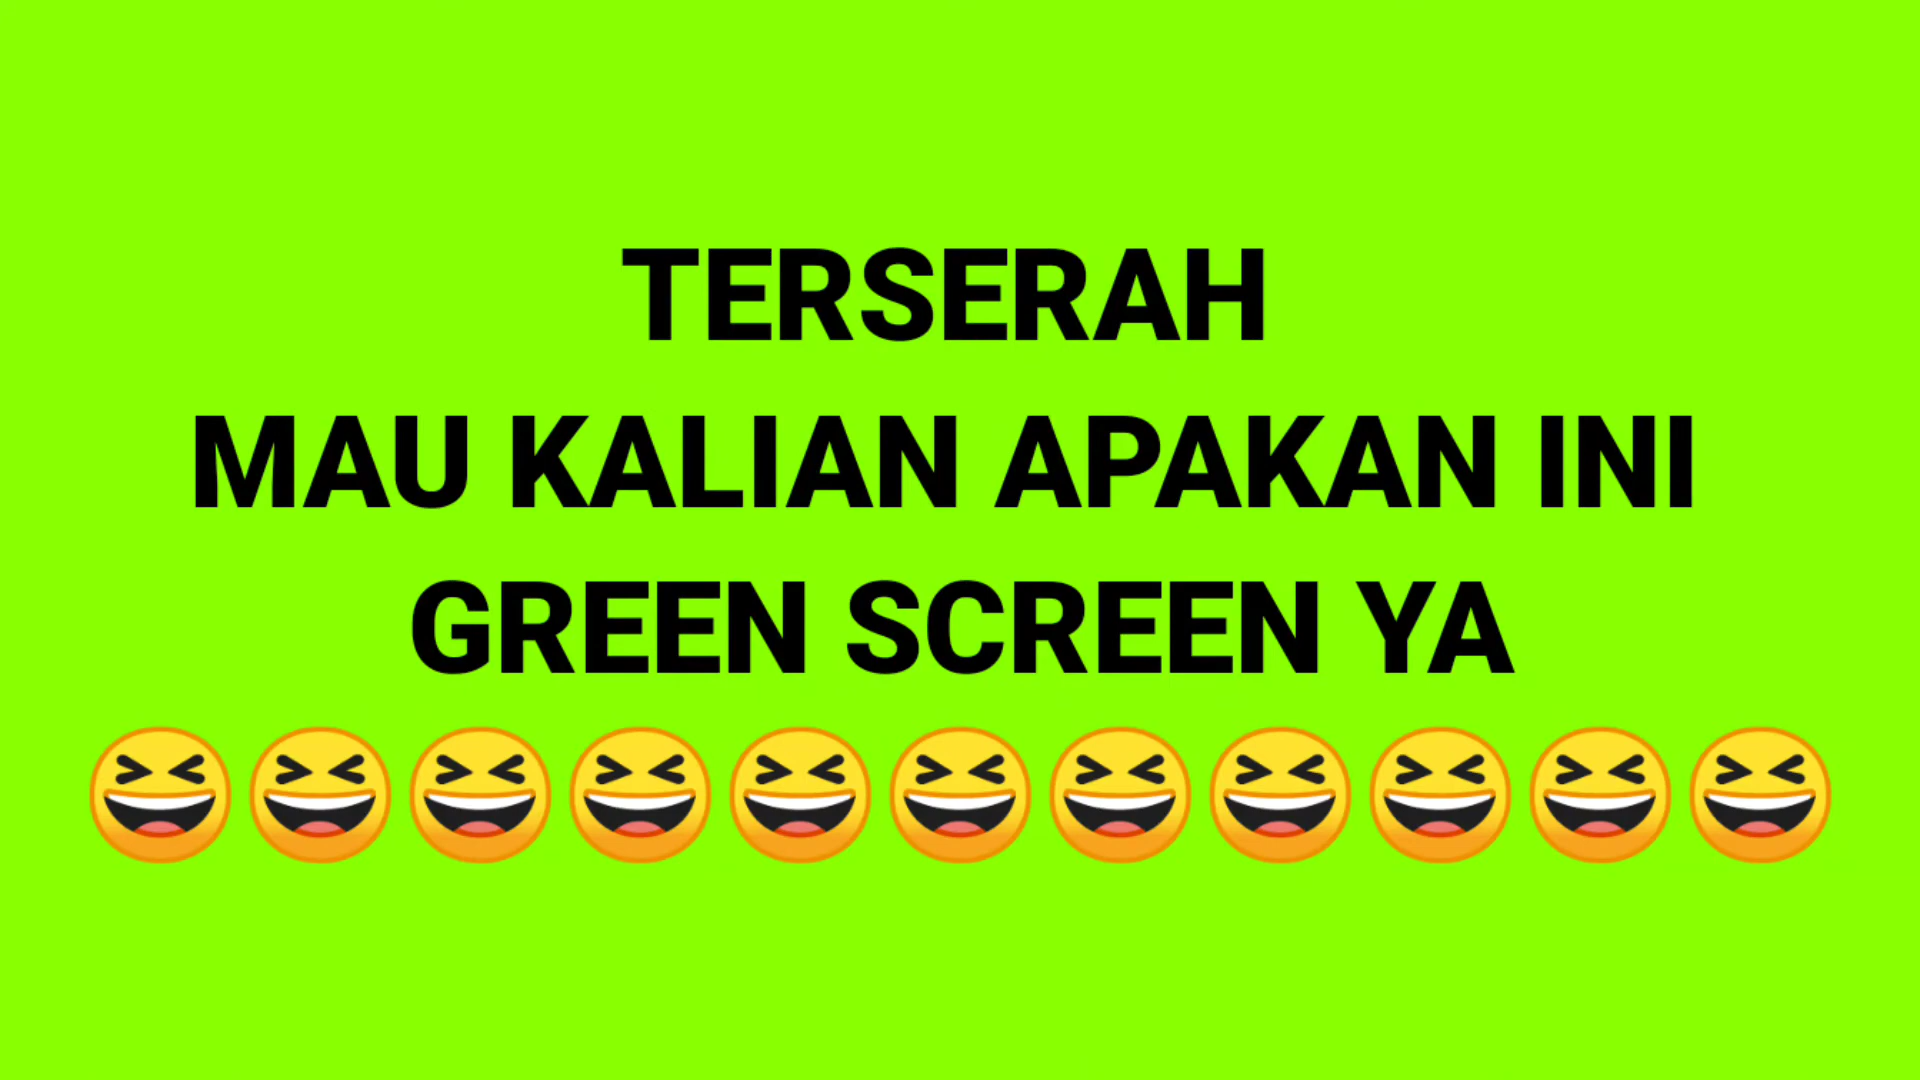 TERSERAH
MAU KALIAN APAKAN INI
GREEN SCREEN YA
😆😆😆😆😆😆😆😆😆😆😆